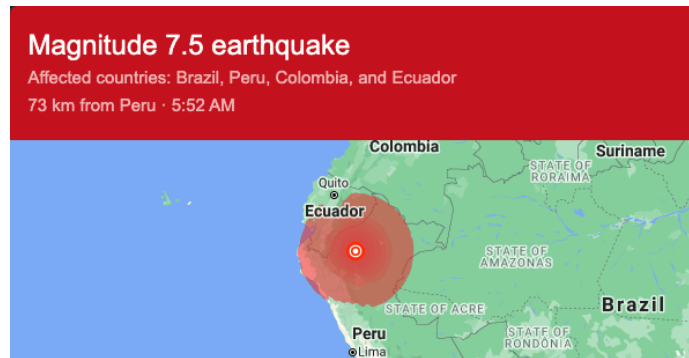 Magnitude 7.5 earthquake
Affected countries: Brazil, Peru, Colombia, and Ecuador
73 km from Peru · 5:52 AM
Colombia
Suriname
STATE OF
RORAIMA
Quito
Ecuador
STATE OF
AMAZONAS
STATE OF ACRE
Brazil
Peru
STATE OF
RONDÔNIA
Lima